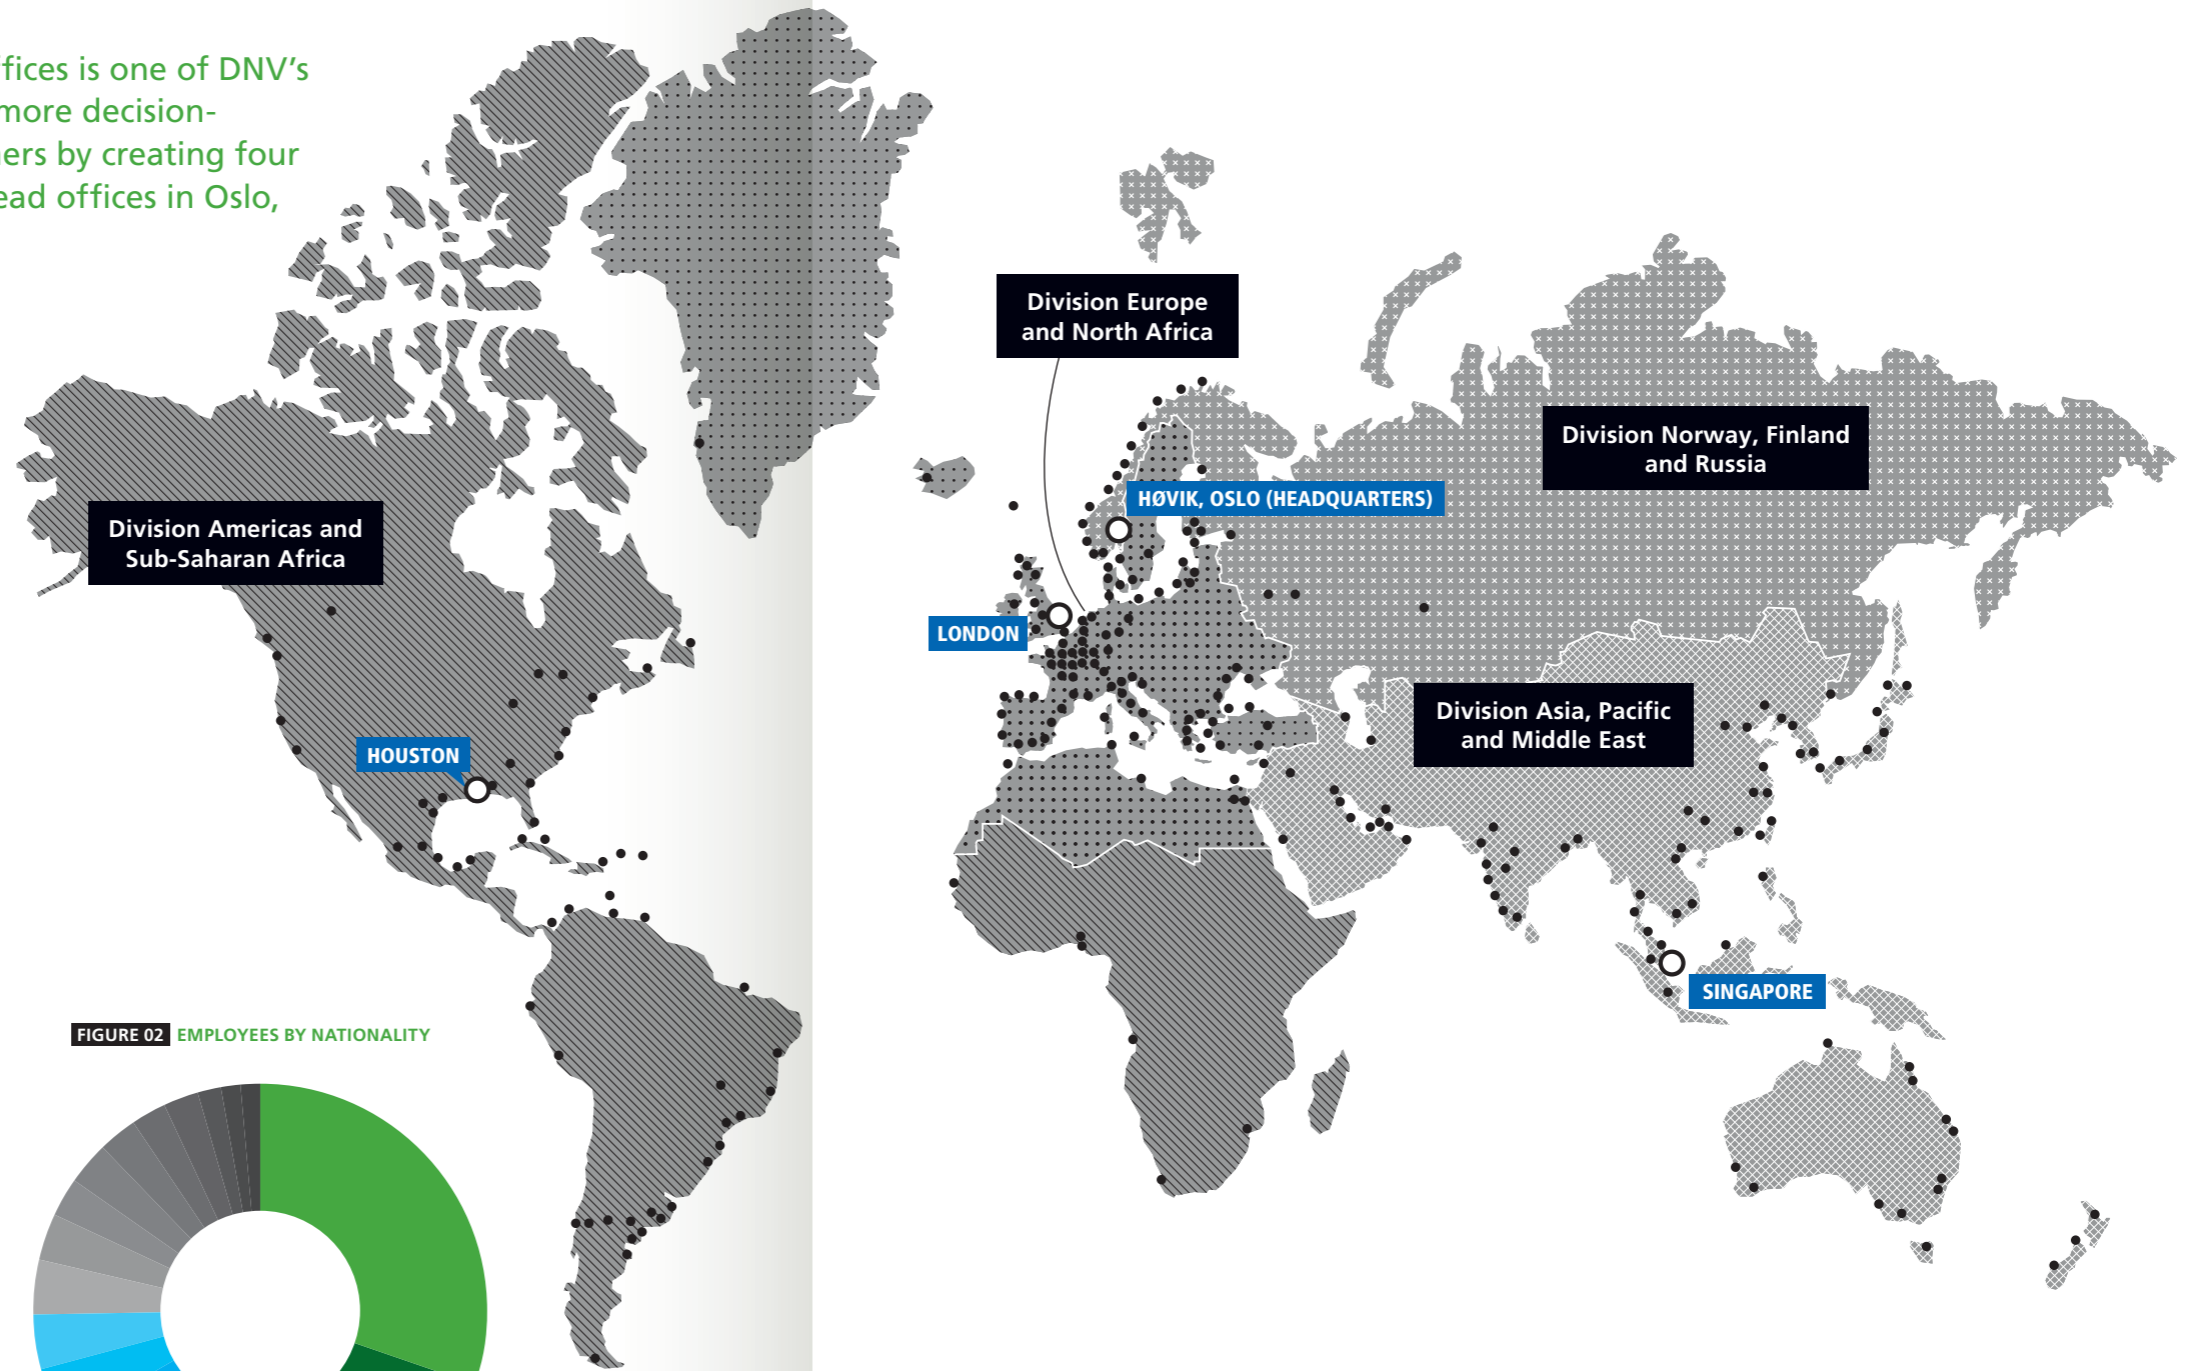 fices is one of DNV's
more decision-
ers by creating four
ead offices in Oslo,
Division Europe
and North Africa
Division Norway, Finland
and Russia
HØVIK, OSLO (HEADQUARTERS)
Division Americas and
Sub-Saharan Africa
LONDON
Division Asia, Pacific
and Middle East
HOUSTON
SINGAPORE
FIGURE 02 EMPLOYEES BY NATIONALITY